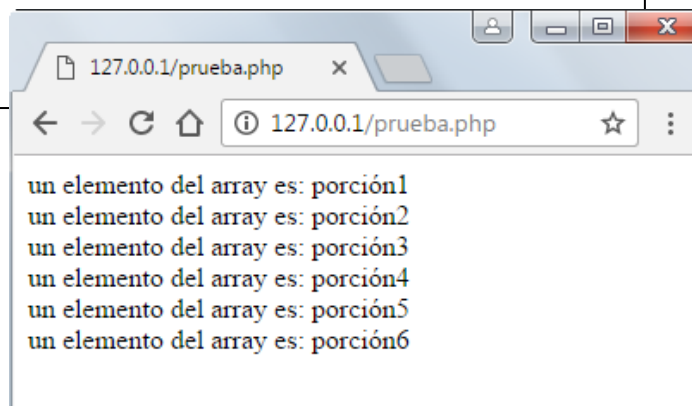 127.0.0.1/prueba.php
127.0.0.1/prueba.php
un elemento del array es: porción1
un elemento del array es: porción2
un elemento del array es: porción3
un elemento del array es: porción4
un elemento del array es: porción5
un elemento del array es: porción6